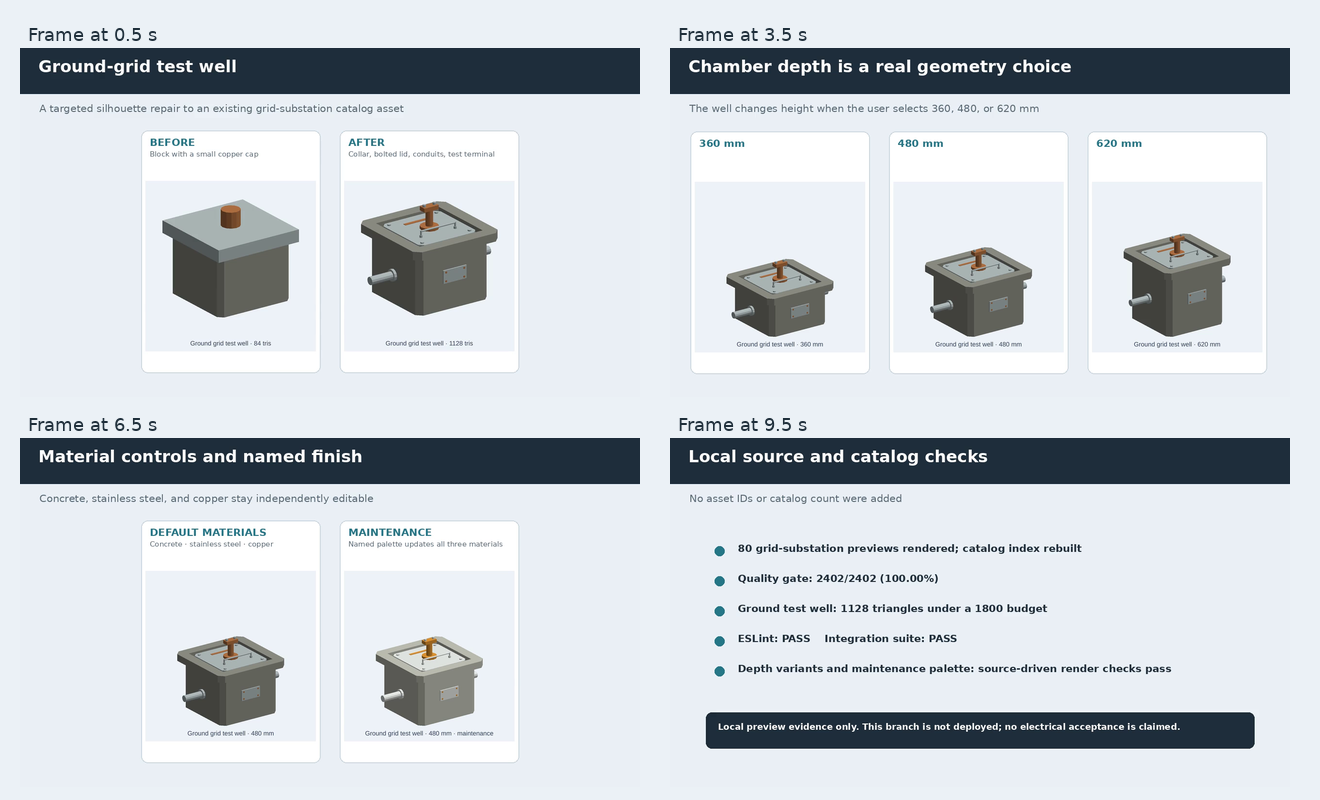 Frame at 0.5 s
Ground-grid test well
A targeted silhouette repair to an existing grid-substation catalog asset
BEFORE
Block with a small copper cap
Ground grid test well · 84 tris
AFTER
Collar, bolted lid, conduits, test terminal
Ground grid test well · 1128 tris
Frame at 3.5 s
Chamber depth is a real geometry choice
The well changes height when the user selects 360, 480, or 620 mm
360 mm
Ground grid test well · 360 mm
480 mm
Ground grid test well · 480 mm
620 mm
Ground grid test well · 620 mm
Frame at 6.5 s
Material controls and named finish
Concrete, stainless steel, and copper stay independently editable
DEFAULT MATERIALS
Concrete · stainless steel · copper
Ground grid test well · 480 mm
MAINTENANCE
Named palette updates all three materials
Ground grid test well · 480 mm · maintenance
Frame at 9.5 s
Local source and catalog checks
No asset IDs or catalog count were added
80 grid-substation previews rendered; catalog index rebuilt
Quality gate: 2402/2402 (100.00%)
Ground test well: 1128 triangles under a 1800 budget
ESLint: PASS    Integration suite: PASS
Depth variants and maintenance palette: source-driven render checks pass
Local preview evidence only. This branch is not deployed; no electrical acceptance is claimed.